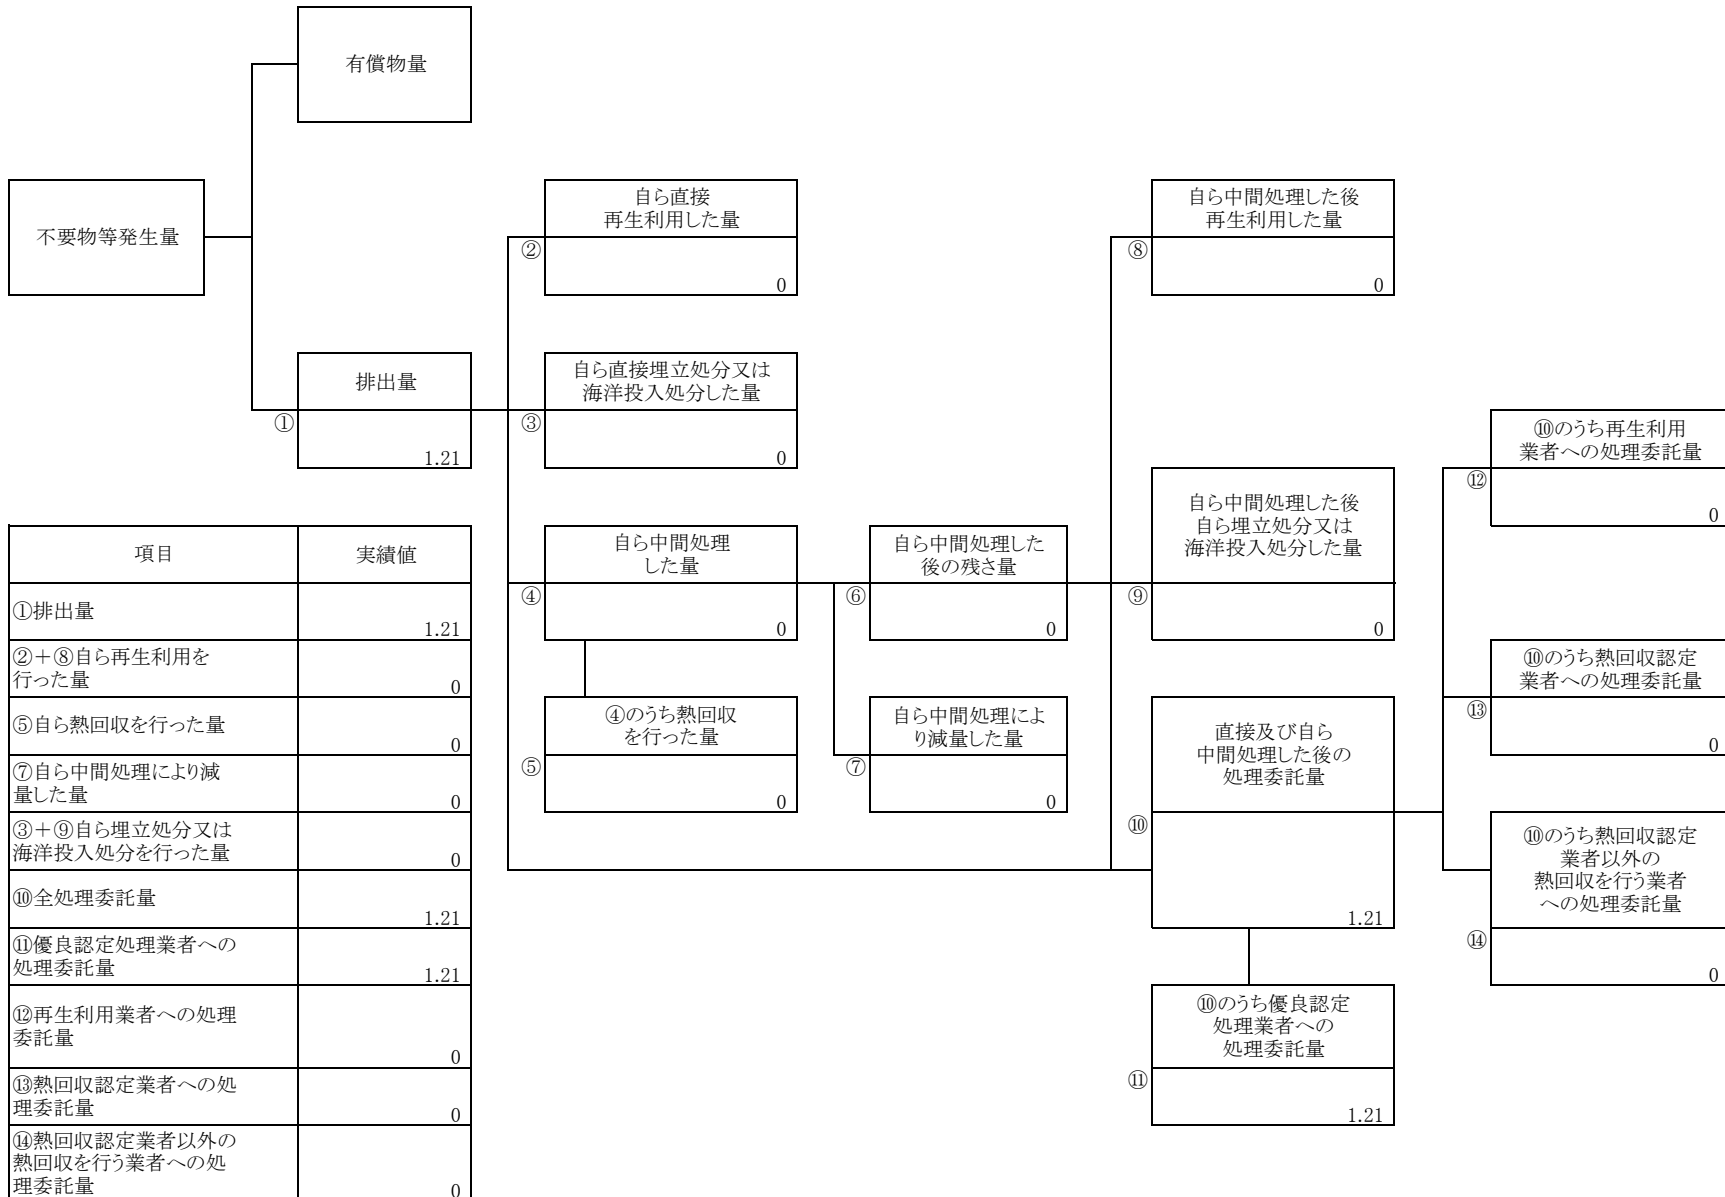 有償物量
不要物等発生量
自ら直接
再生利用した量
②
0
自ら中間処理した後
再生利用した量
⑧
0
排出量
①
1.21
自ら直接埋立処分又は
海洋投入処分した量
③
0
⑩のうち再生利用
業者への処理委託量
⑫
0
自ら中間処理した後
自ら埋立処分又は
海洋投入処分した量
⑨
0
自ら中間処理
した量
④
0
自ら中間処理した
後の残さ量
⑥
0
④のうち熱回収
を行った量
⑤
0
自ら中間処理によ
り減量した量
⑦
0
直接及び自ら
中間処理した後の
処理委託量
⑩
1.21
⑩のうち熱回収認定
業者への処理委託量
⑬
0
⑩のうち熱回収認定
業者以外の
熱回収を行う業者
への処理委託量
⑭
0
⑩のうち優良認定
処理業者への
処理委託量
⑪
1.21
項目
実績値
①排出量
1.21
②＋⑧自ら再生利用を
行った量
0
⑤自ら熱回収を行った量
0
⑦自ら中間処理により減
量した量
0
③＋⑨自ら埋立処分又は
海洋投入処分を行った量
0
⑩全処理委託量
1.21
⑪優良認定処理業者への
処理委託量
1.21
⑫再生利用業者への処理
委託量
0
⑬熱回収認定業者への処
理委託量
0
⑭熱回収認定業者以外の
熱回収を行う業者への処
理委託量
0